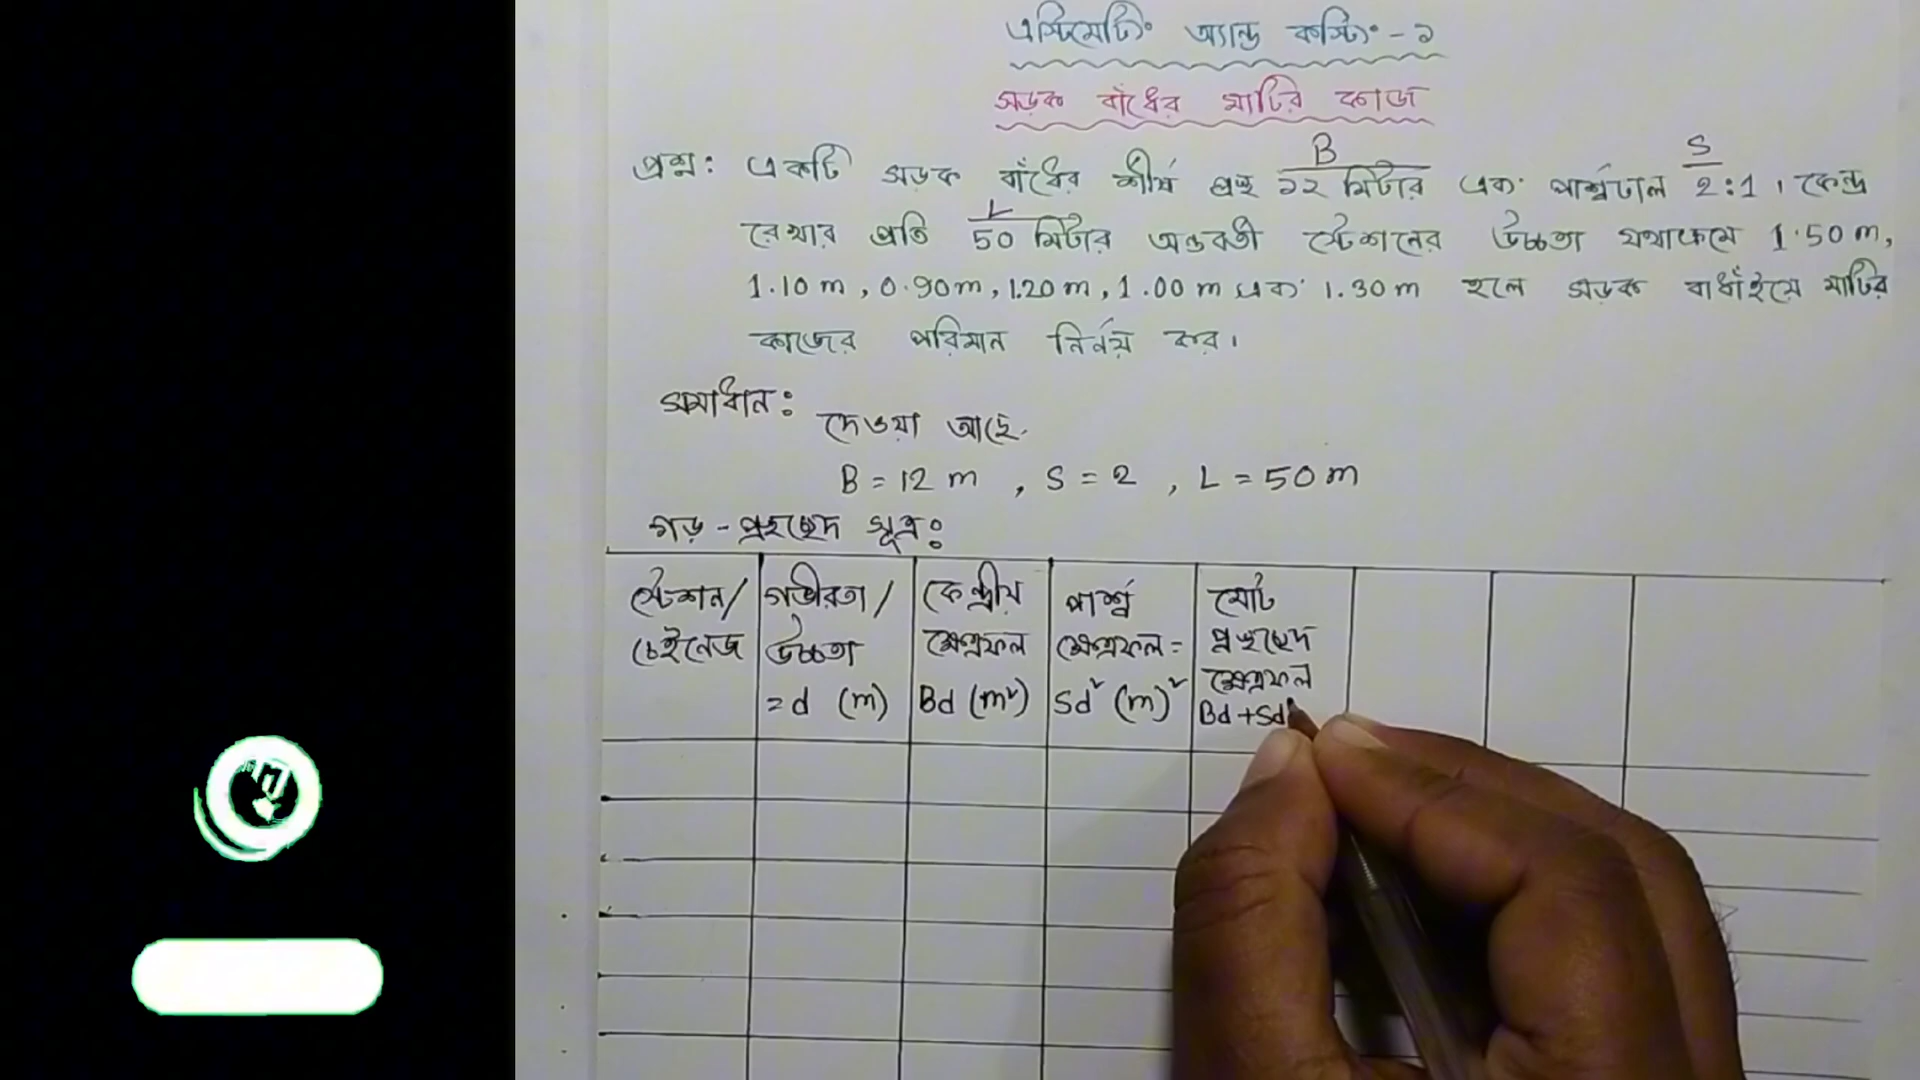 এস্টিমেটিং অ্যান্ড কস্টিং - ১
সড়ক বাঁধের মাটির কাজ
B
S
প্রশ্ন: একটি সড়ক বাঁধের শীর্ষ প্রস্থ ১২ মিটার এবং পার্শ্বঢাল 2:1। কেন্দ্র
L
রেখার প্রতি 50 মিটার অন্তবর্তী স্টেশনের উচ্চতা যথাক্রমে 1.50 m,
1.10 m, 0.90 m, 1.20 m, 1.00 m এবং 1.30 m হলে সড়ক বাধাঁইয়ে মাটির
কাজের পরিমান নির্নয় কর।
সমাধান:
দেওয়া আছে,
B = 12 m , S = 2 , L = 50 m
গড় - প্রস্থচ্ছেদ সূত্র:
স্টেশন/ গভীরতা/ কেন্দ্রীয় পার্শ্ব মোট
চেইনেজ উচ্চতা ক্ষেত্রফল ক্ষেত্রফল= প্রস্থচ্ছেদ
ক্ষেত্রফল
= d (m) Bd (m²) Sd² (m)² Bd + Sd